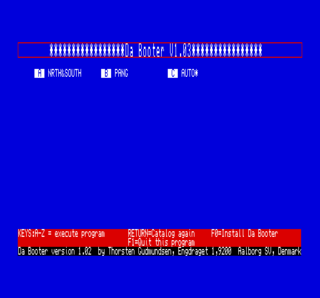 *****************Da Booter V1.03****************
A NRTH&SOUTH B PANG C AUTO*
KEYS:A-Z = execute program RETURN=Catalog again F0=Install Da Booter
F1=Quit this program
Da Booter version 1.02 by Thorsten Gudmundsen, Engdraget 1,9200 Aalborg SV, Denmark